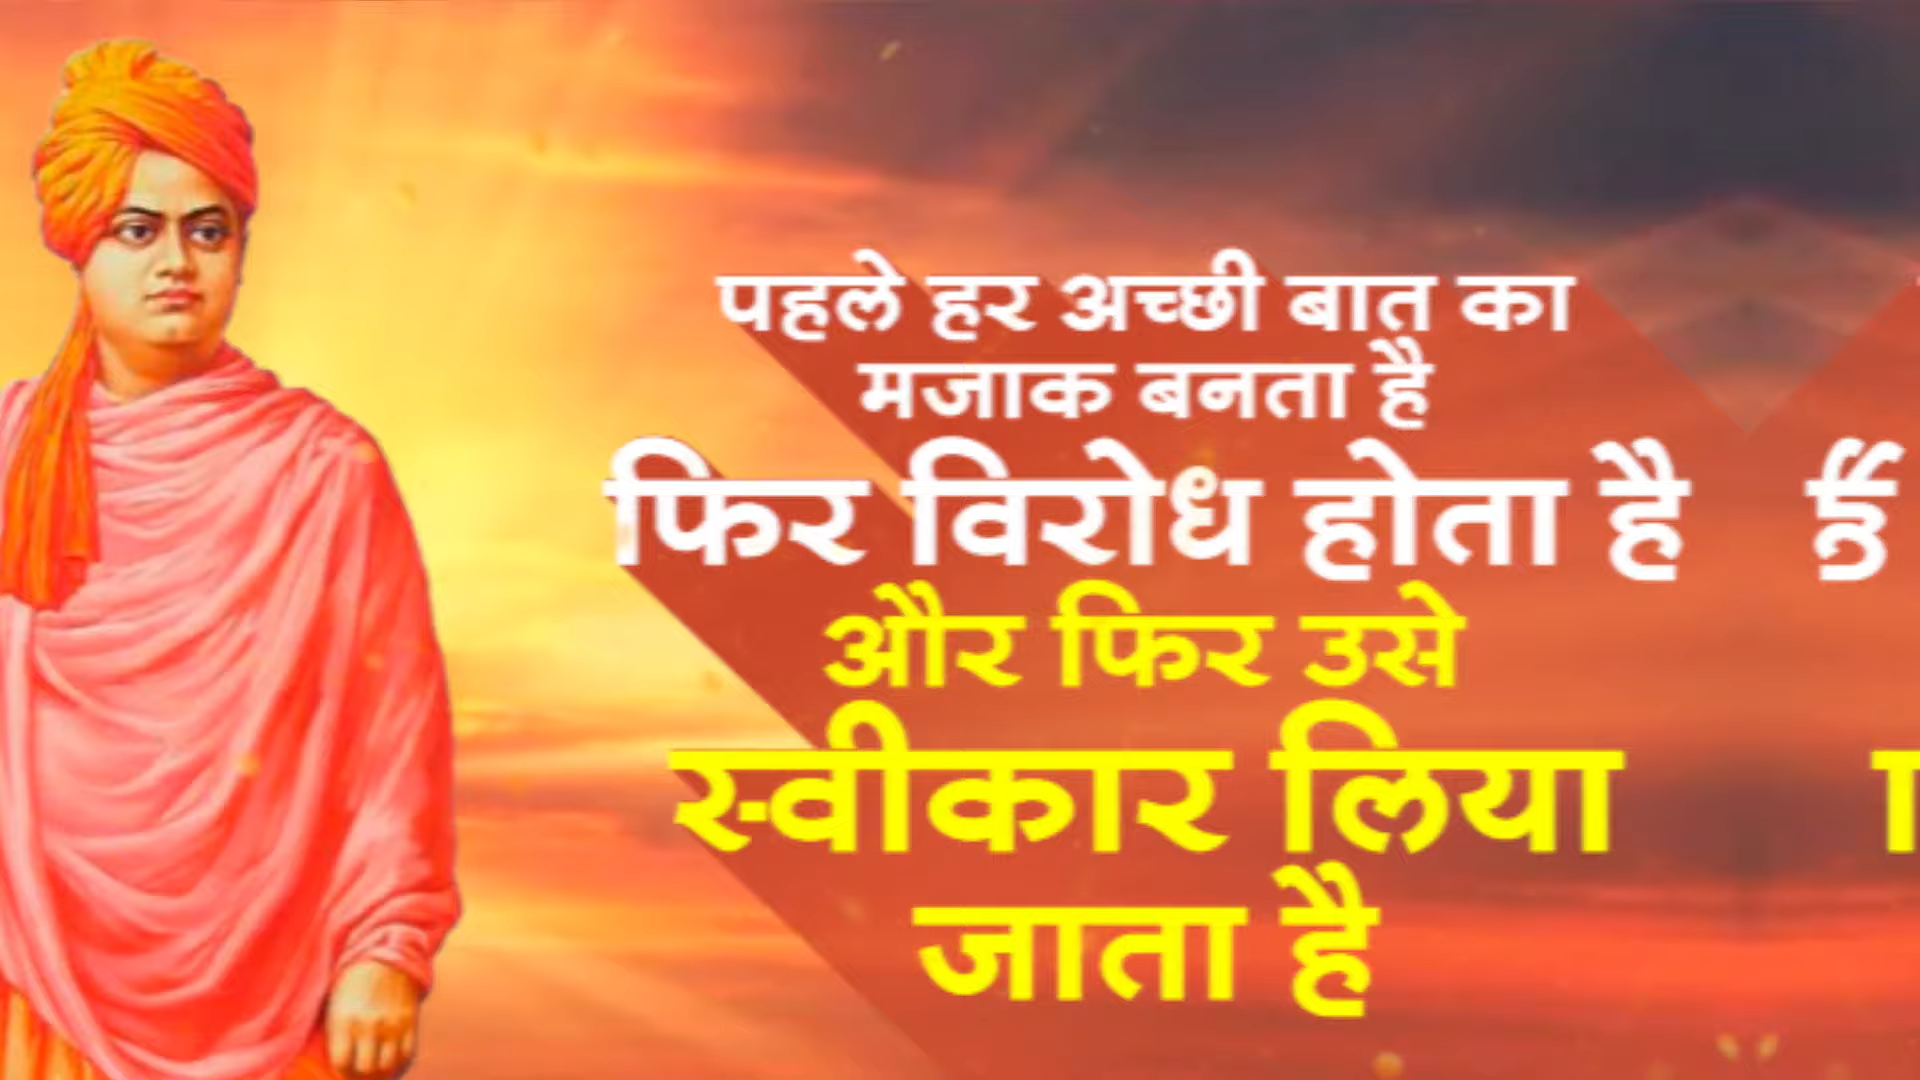 पहले हर अच्छी बात का
मजाक बनता है
फिर विरोध होता है
और फिर उसे
स्वीकार लिया
जाता है